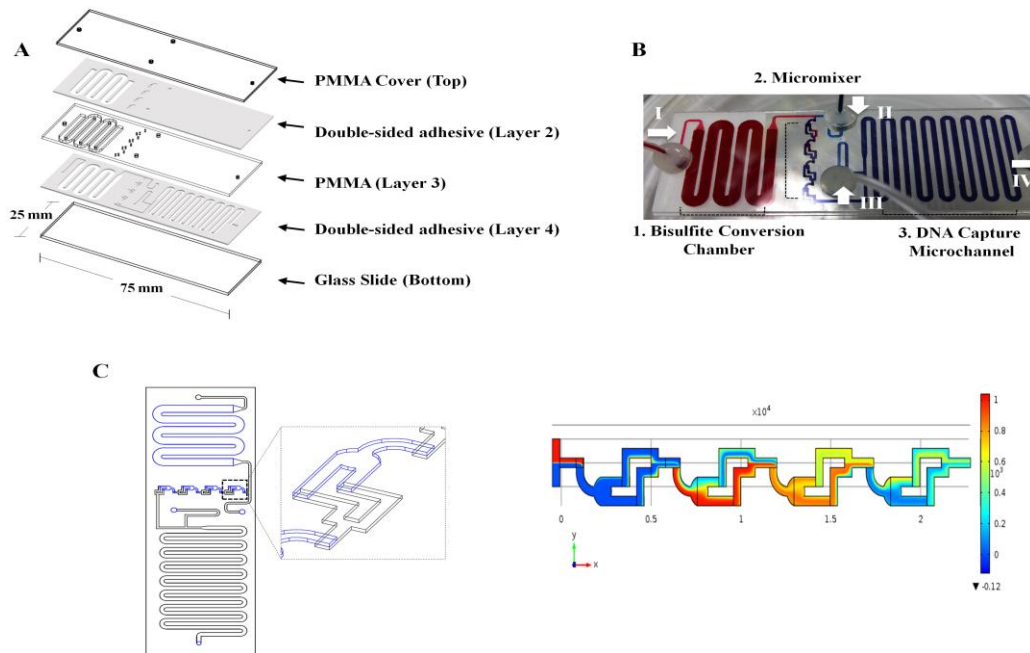 A
PMMA Cover (Top)
Double-sided adhesive (Layer 2)
PMMA (Layer 3)
Double-sided adhesive (Layer 4)
Glass Slide (Bottom)
25 mm
75 mm
B
2. Micromixer
I
II
III
IV
1. Bisulfite Conversion
Chamber
3. DNA Capture
Microchannel
C
×10⁴
1
0.8
0.6
10³
0.4
0.2
0
▼ -0.12
0
0.5
1
1.5
2
y
x